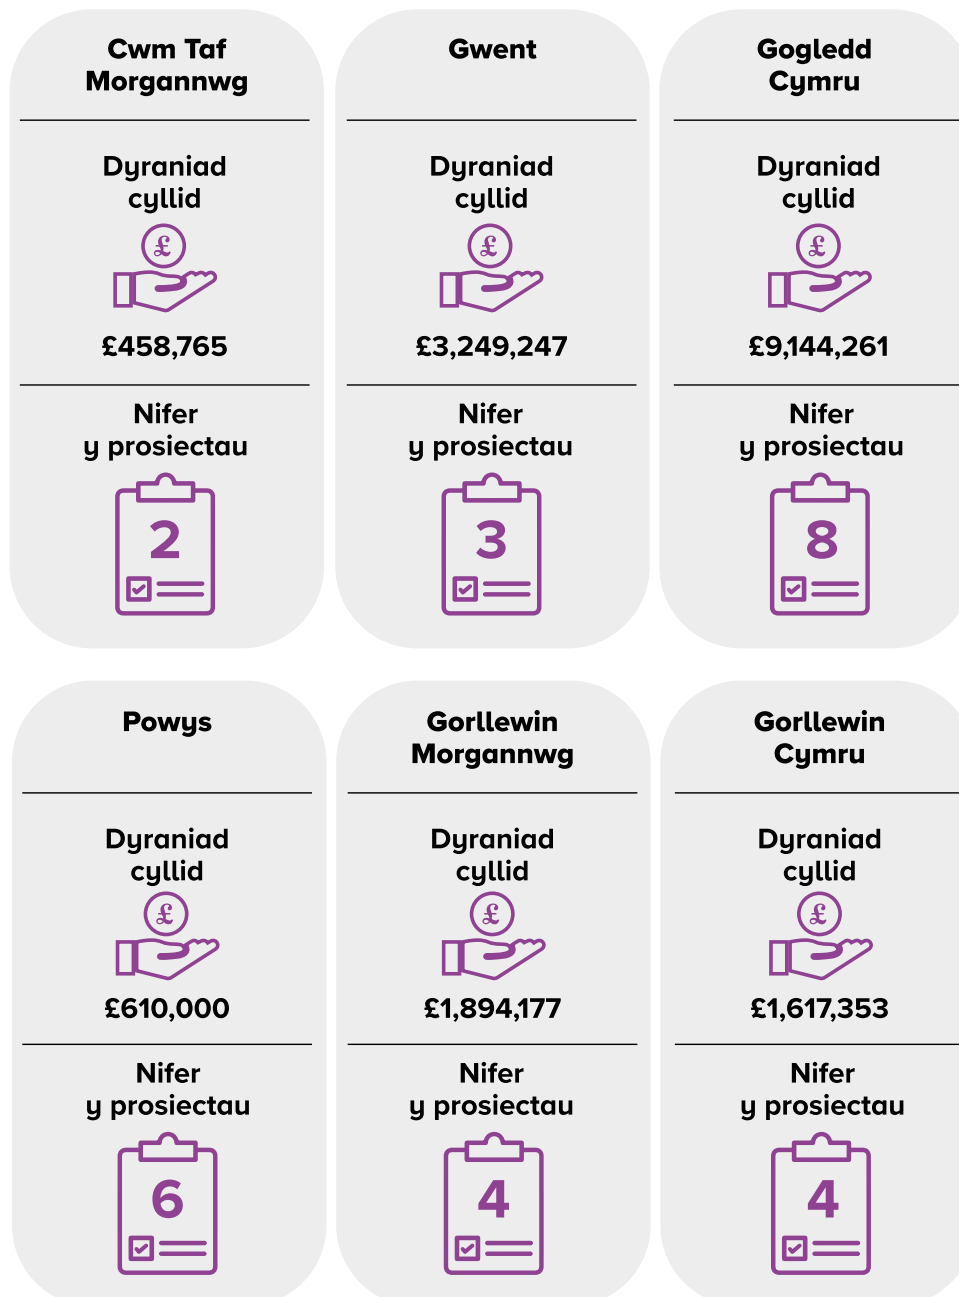 Cwm Taf
Morgannwg
Dyraniad
cyllid
£
£458,765
Nifer
y prosiectau
2
Gwent
Dyraniad
cyllid
£
£3,249,247
Nifer
y prosiectau
3
Gogledd
Cymru
Dyraniad
cyllid
£
£9,144,261
Nifer
y prosiectau
8
Powys
Dyraniad
cyllid
£
£610,000
Nifer
y prosiectau
6
Gorllewin
Morgannwg
Dyraniad
cyllid
£
£1,894,177
Nifer
y prosiectau
4
Gorllewin
Cymru
Dyraniad
cyllid
£
£1,617,353
Nifer
y prosiectau
4